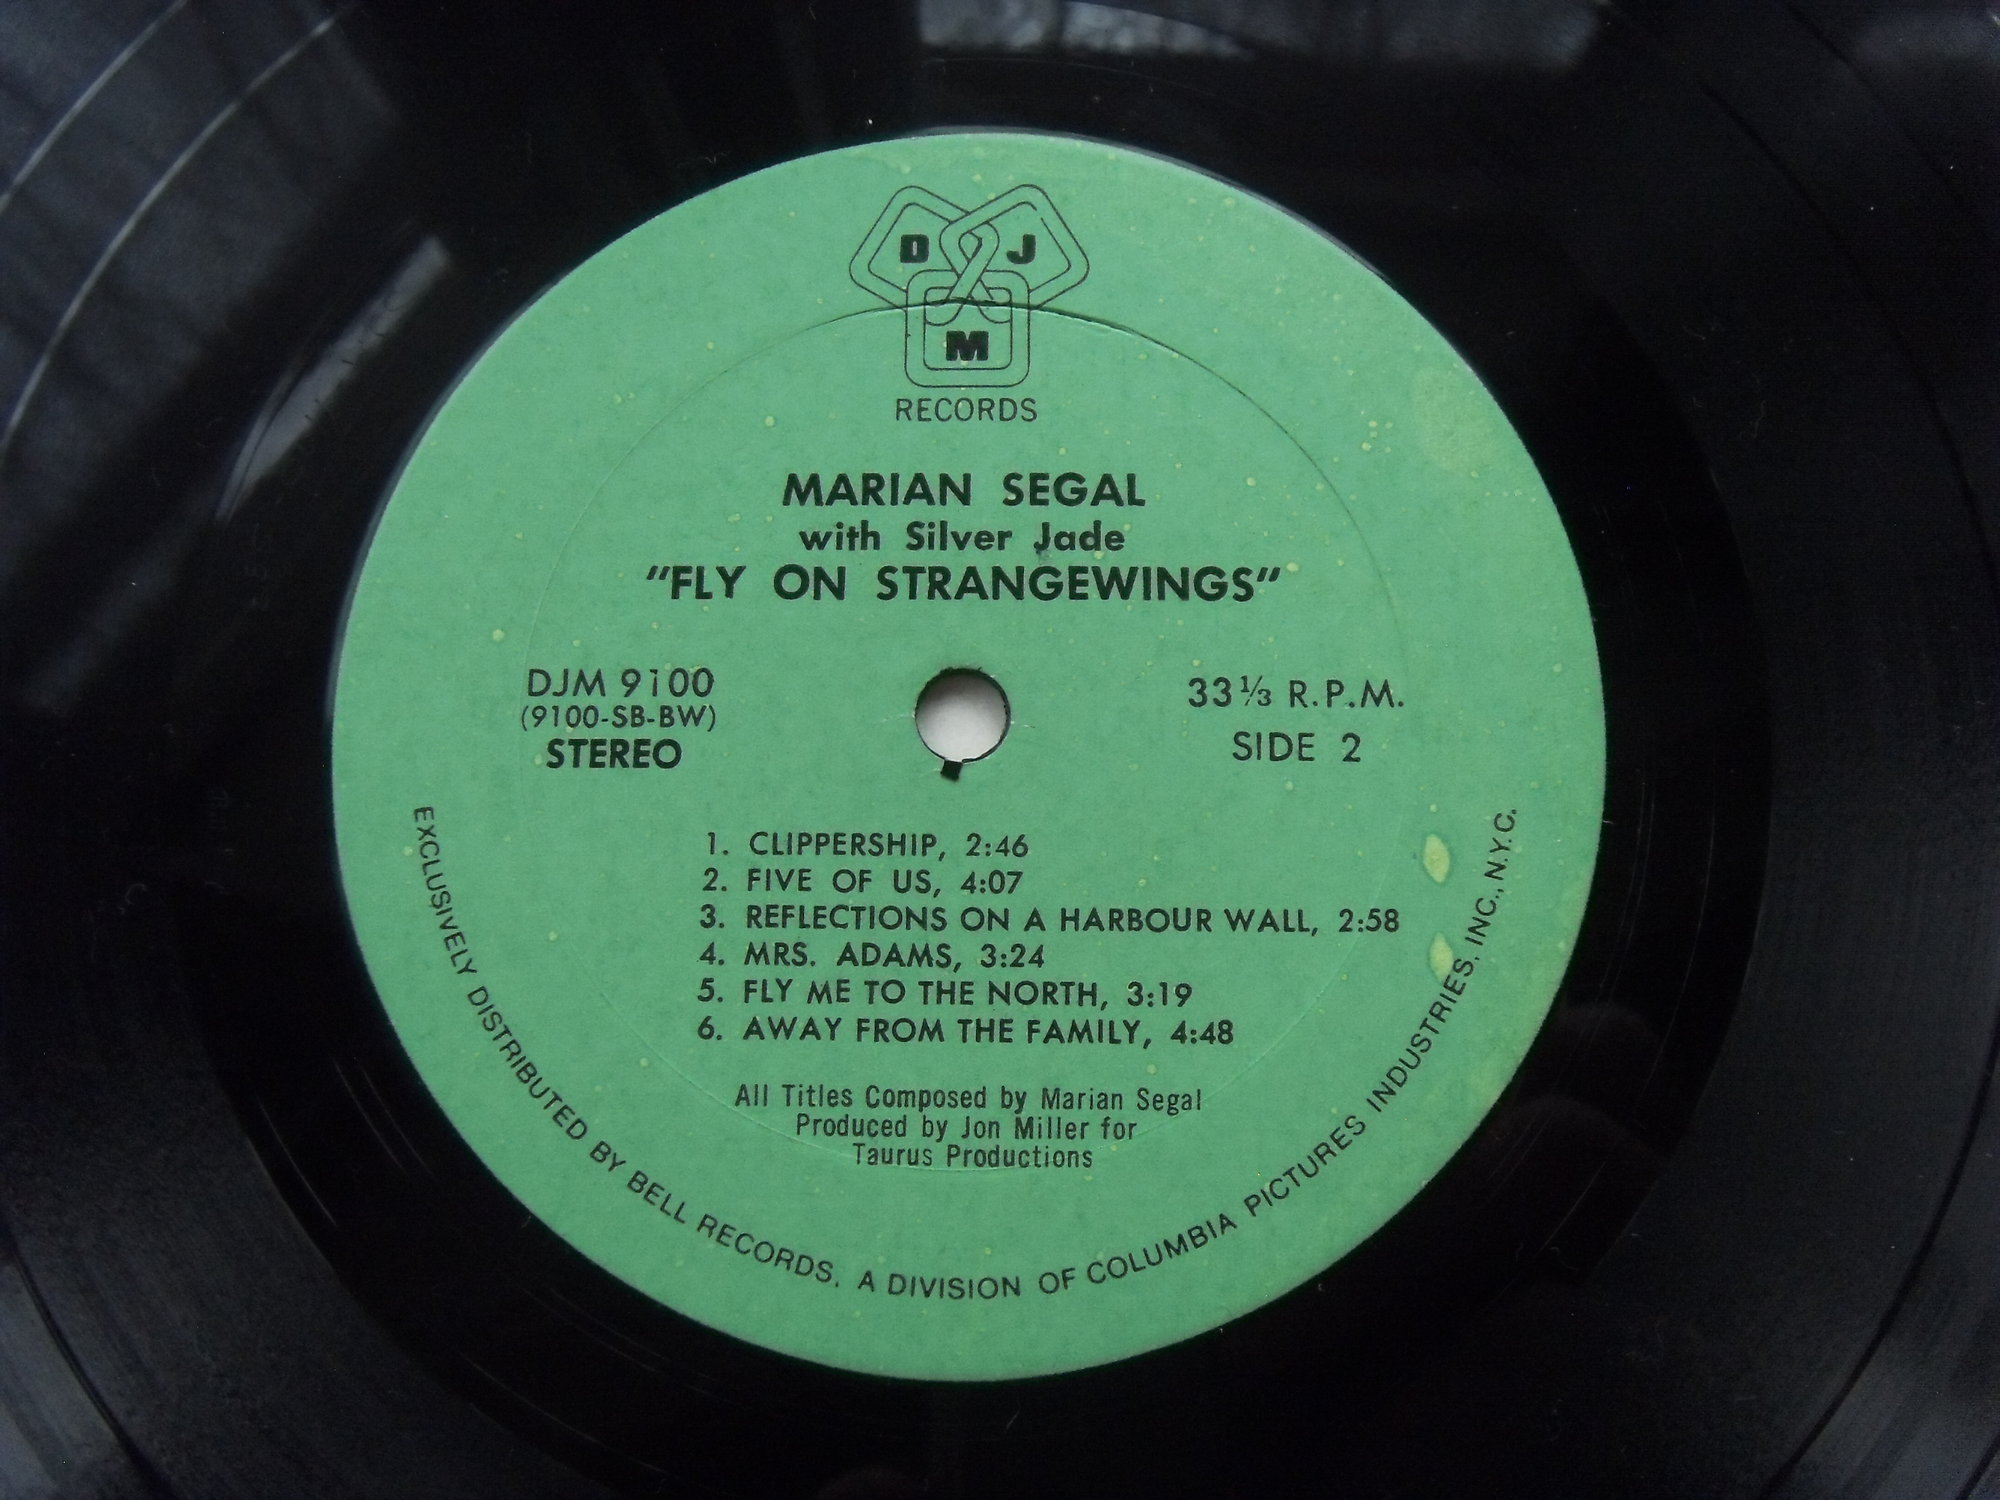 D J
M
RECORDS
MARIAN SEGAL
with Silver Jade
"FLY ON STRANGEWINGS"
DJM 9100
(9100-SB-BW)
STEREO
33 1/3 R.P.M.
SIDE 2
1. CLIPPERSHIP, 2:46
2. FIVE OF US, 4:07
3. REFLECTIONS ON A HARBOUR WALL, 2:58
4. MRS. ADAMS, 3:24
5. FLY ME TO THE NORTH, 3:19
6. AWAY FROM THE FAMILY, 4:48
All Titles Composed by Marian Segal
Produced by Jon Miller for
Taurus Productions
EXCLUSIVELY DISTRIBUTED BY BELL RECORDS, A DIVISION OF COLUMBIA PICTURES INDUSTRIES, INC., N.Y.C.